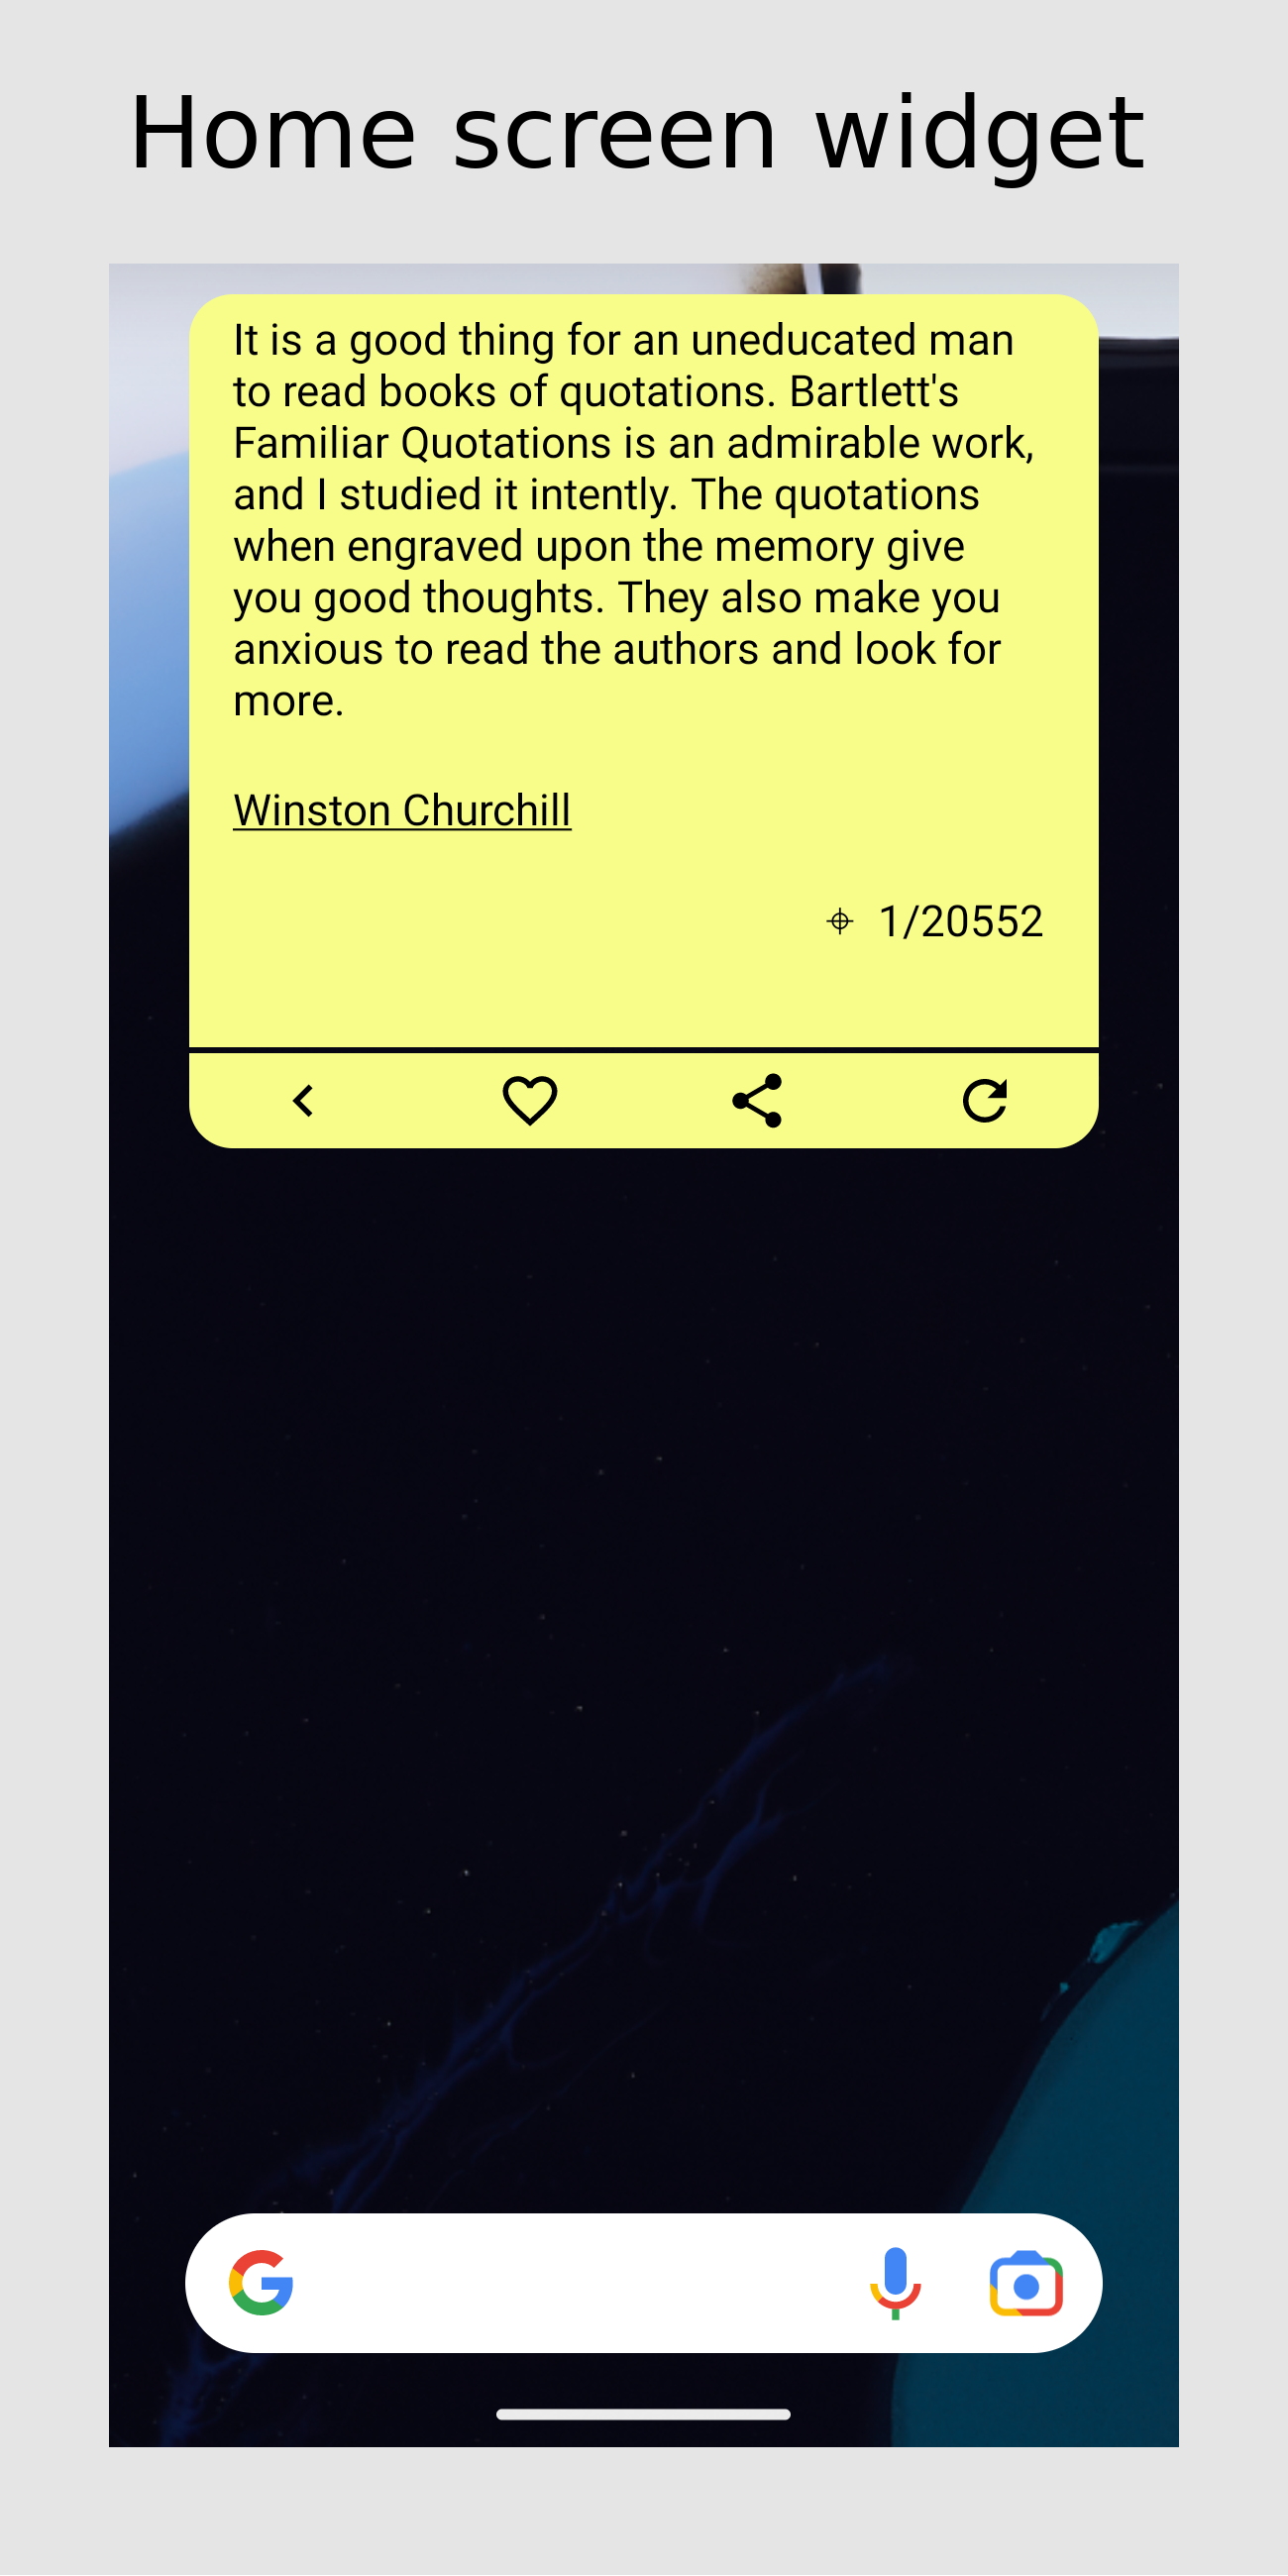 Home screen widget
It is a good thing for an uneducated man
to read books of quotations. Bartlett's
Familiar Quotations is an admirable work,
and I studied it intently. The quotations
when engraved upon the memory give
you good thoughts. They also make you
anxious to read the authors and look for
more.
Winston Churchill
⌖ 1/20552